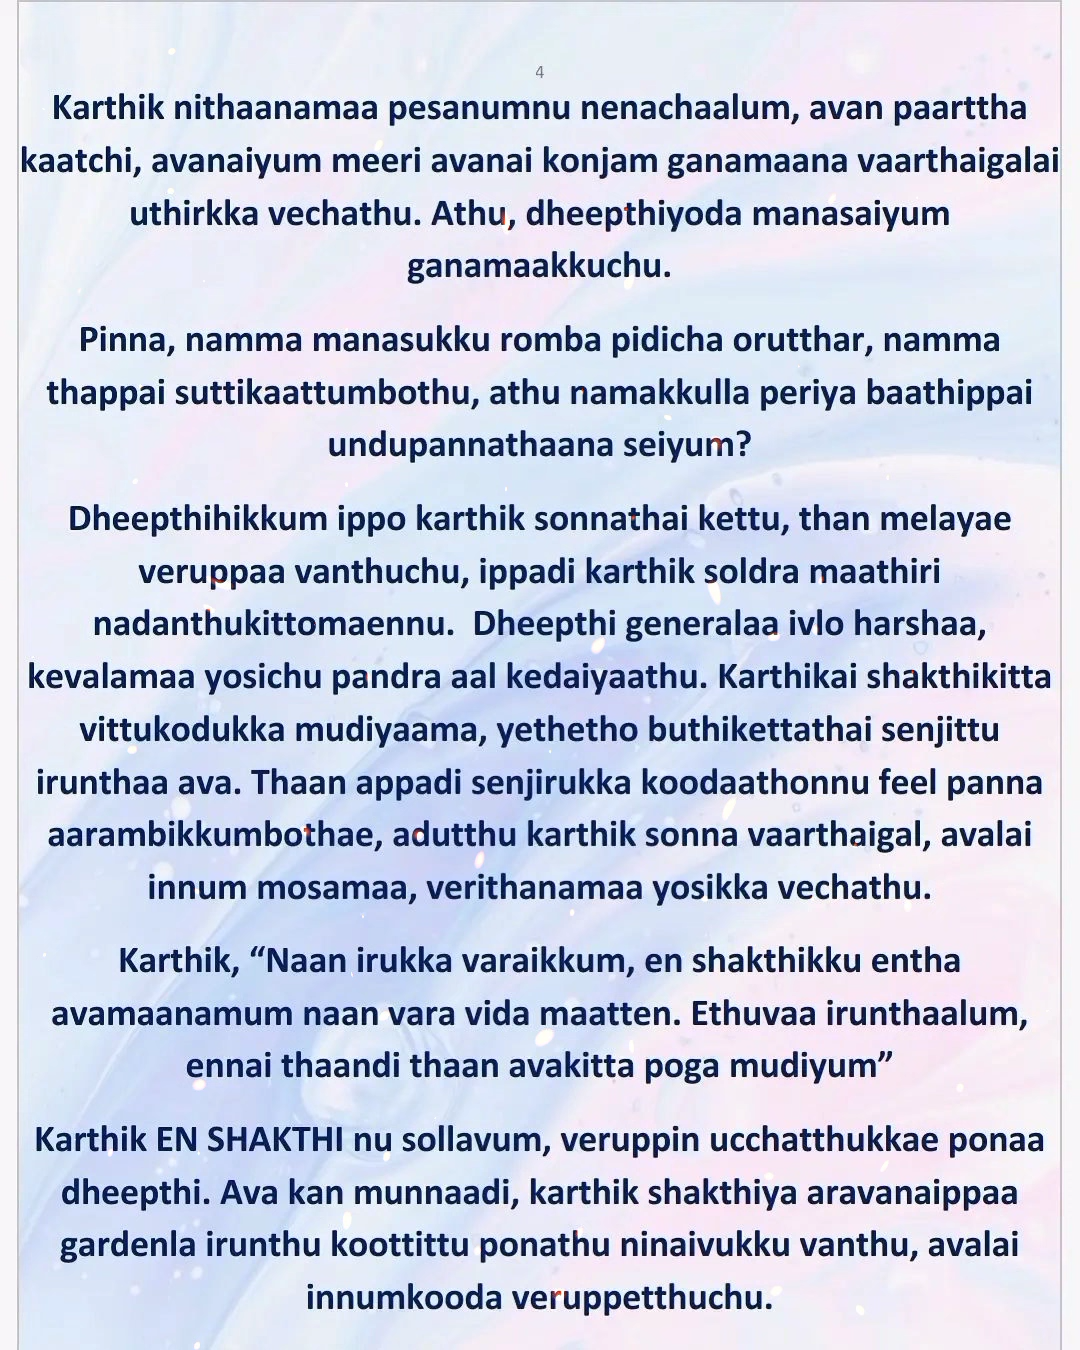 4
Karthik nithaanamaa pesanumnu nenachaalum, avan paarttha
kaatchi, avanaiyum meeri avanai konjam ganamaana vaarthaigalai
uthirkka vechathu. Athu, dheepthiyoda manasaiyum
ganamaakkuchu.
Pinna, namma manasukku romba pidicha orutthar, namma
thappai suttikaattumbothu, athu namakkulla periya baathippai
undupannathaana seiyum?
Dheepthihikkum ippo karthik sonnathai kettu, than melayae
veruppaa vanthuchu, ippadi karthik soldra maathiri
nadanthukittomaennu.  Dheepthi generalaa ivlo harshaa,
kevalamaa yosichu pandra aal kedaiyaathu. Karthikai shakthikitta
vittukodukka mudiyaama, yethetho buthikettathai senjittu
irunthaa ava. Thaan appadi senjirukka koodaathonnu feel panna
aarambikkumbothae, adutthu karthik sonna vaarthaigal, avalai
innum mosamaa, verithanamaa yosikka vechathu.
Karthik, “Naan irukka varaikkum, en shakthikku entha
avamaanamum naan vara vida maatten. Ethuvaa irunthaalum,
ennai thaandi thaan avakitta poga mudiyum”
Karthik EN SHAKTHI nu sollavum, veruppin ucchatthukkae ponaa
dheepthi. Ava kan munnaadi, karthik shakthiya aravanaippaa
gardenla irunthu koottittu ponathu ninaivukku vanthu, avalai
innumkooda veruppetthuchu.